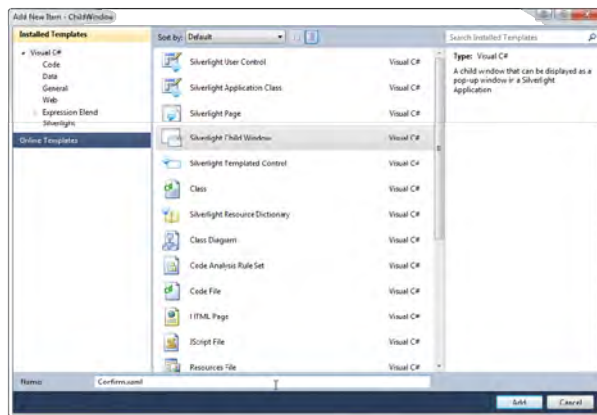 Add New Item - ChildWindow
Installed Templates
Sort by: Default
Search Installed Templates
Visual C#
Code
Data
General
Web
Expression Blend
Silverlight
Online Templates
Silverlight User Control Visual C#
Silverlight Application Class Visual C#
Silverlight Page Visual C#
Silverlight Child Window Visual C#
Silverlight Templated Control Visual C#
Class Visual C#
Silverlight Resource Dictionary Visual C#
Class Diagram Visual C#
Code Analysis Rule Set Visual C#
Code File Visual C#
HTML Page Visual C#
JScript File Visual C#
Resources File Visual C#
Type: Visual C#
A child window that can be displayed as a
pop-up window in a Silverlight
Application
Name: Confirm.xaml
Add Cancel